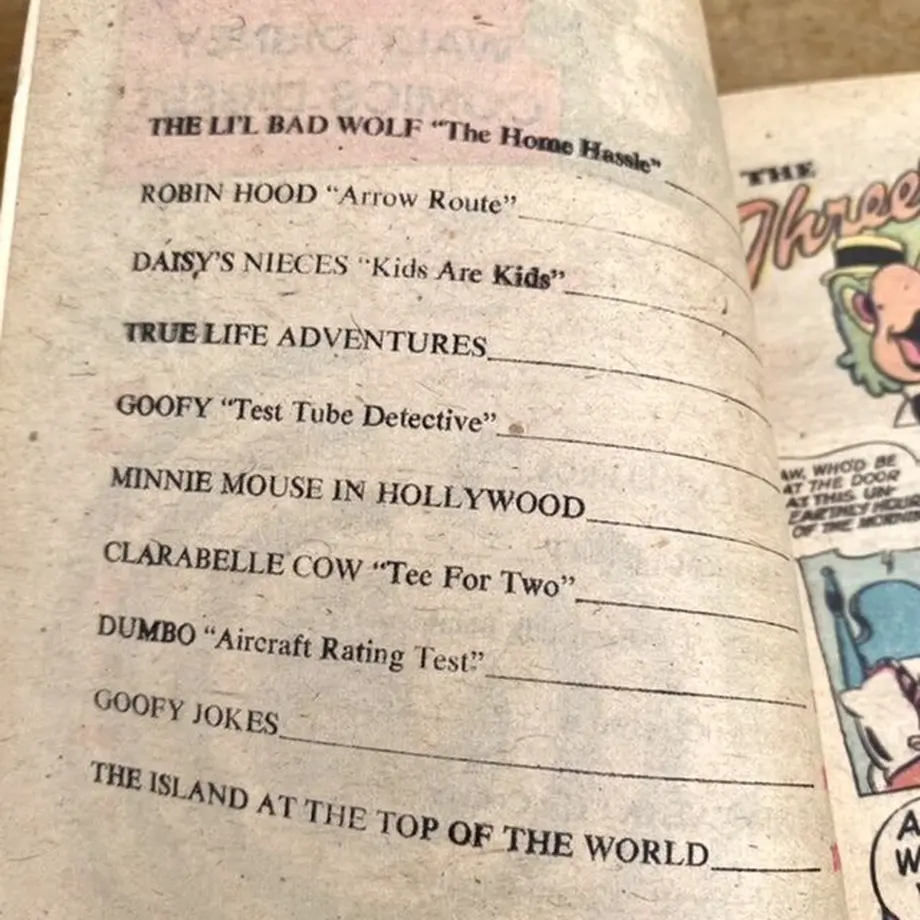 THE LI'L BAD WOLF “The Home Hassle”
ROBIN HOOD “Arrow Route”
DAISY'S NIECES “Kids Are Kids”
TRUE LIFE ADVENTURES
GOOFY “Test Tube Detective”
MINNIE MOUSE IN HOLLYWOOD
CLARABELLE COW “Tee For Two”
DUMBO “Aircraft Rating Test”
GOOFY JOKES
THE ISLAND AT THE TOP OF THE WORLD
THE
Three
AW, WHO'D BE
AT THE DOOR
AT THIS UN-
EARTHLY HOUR
OF THE